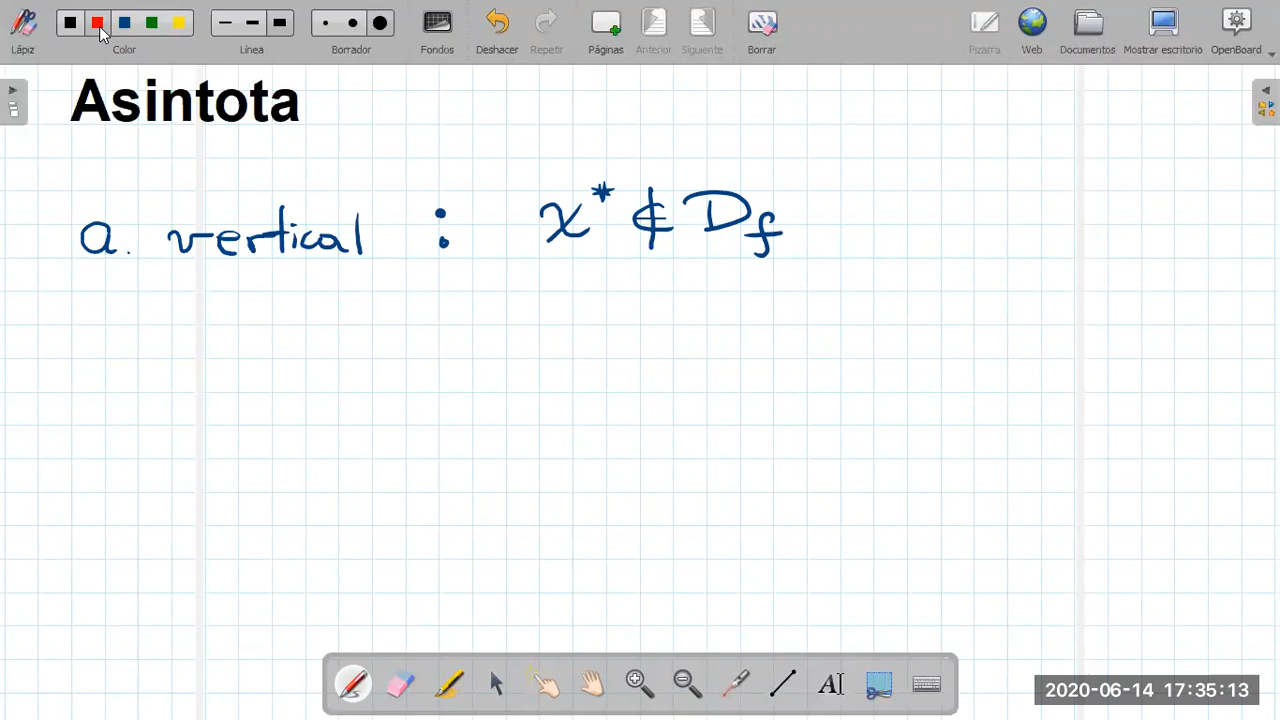 Lápiz Color Línea Borrador Fondos Deshacer Repetir Páginas Anterior Siguiente Borrar Pizarra Web Documentos Mostrar escritorio OpenBoard
Asintota
a. vertical : x* ∉ D_f
2020-06-14 17:35:13